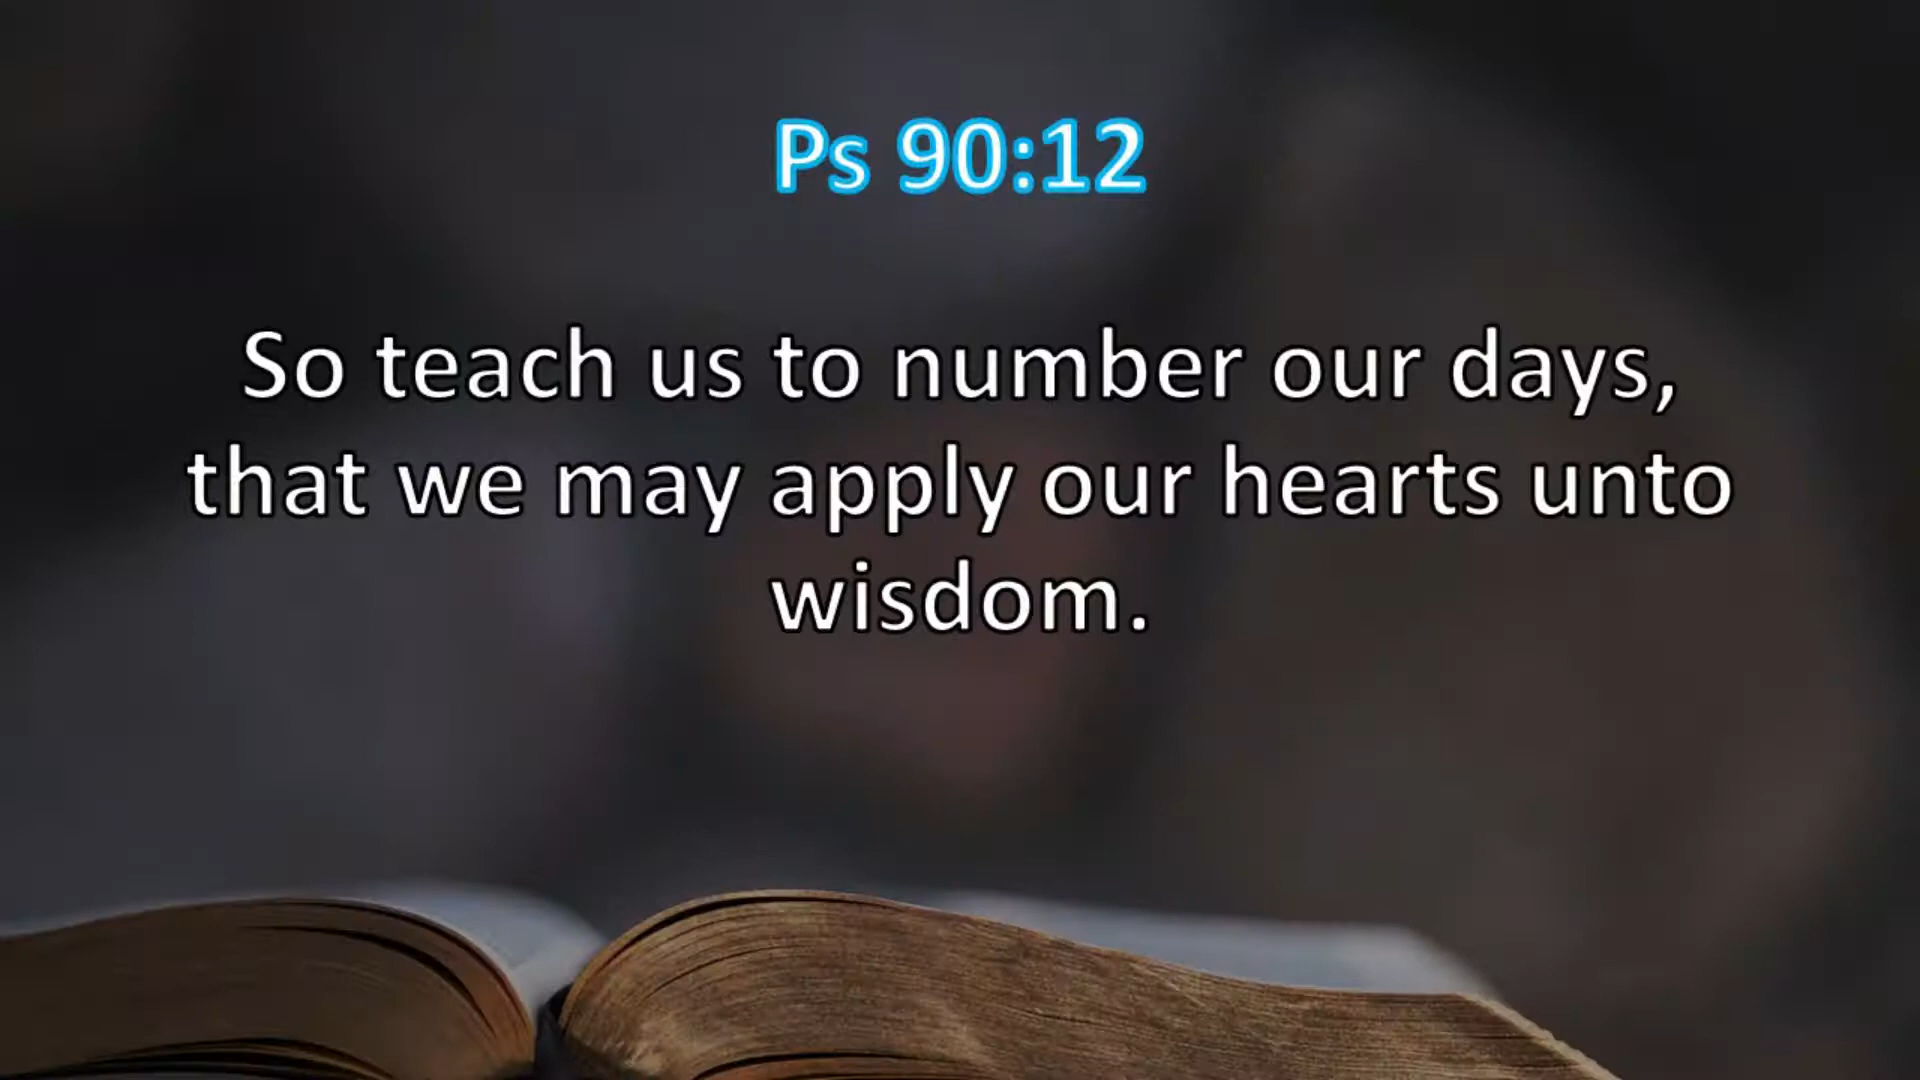 Ps 90:12
So teach us to number our days,
that we may apply our hearts unto
wisdom.